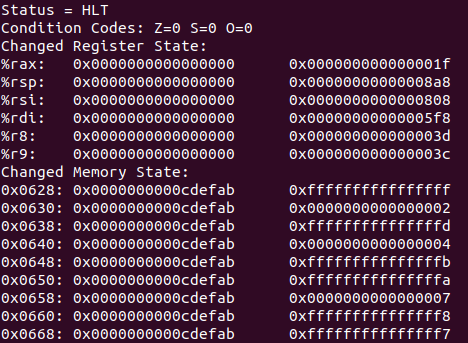 Status = HLT
Condition Codes: Z=0 S=0 O=0
Changed Register State:
%rax: 0x0000000000000000 0x000000000000001f
%rsp: 0x0000000000000000 0x00000000000008a8
%rsi: 0x0000000000000000 0x0000000000000808
%rdi: 0x0000000000000000 0x00000000000005f8
%r8: 0x0000000000000000 0x000000000000003d
%r9: 0x0000000000000000 0x000000000000003c
Changed Memory State:
0x0628: 0x0000000000cdefab 0xffffffffffffffff
0x0630: 0x0000000000cdefab 0x0000000000000002
0x0638: 0x0000000000cdefab 0xfffffffffffffffd
0x0640: 0x0000000000cdefab 0x0000000000000004
0x0648: 0x0000000000cdefab 0xfffffffffffffffb
0x0650: 0x0000000000cdefab 0xfffffffffffffffa
0x0658: 0x0000000000cdefab 0x0000000000000007
0x0660: 0x0000000000cdefab 0xfffffffffffffff8
0x0668: 0x0000000000cdefab 0xfffffffffffffff7